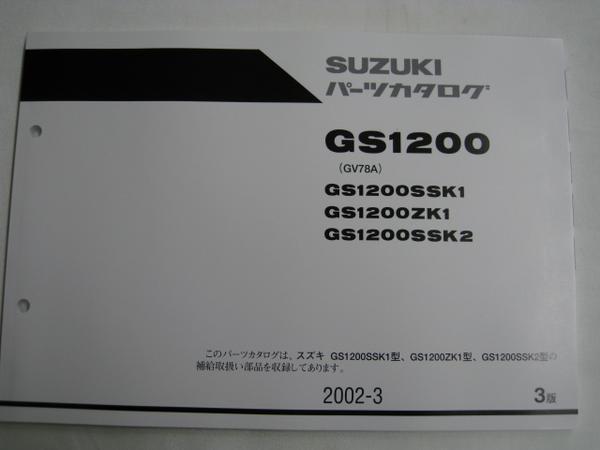 SUZUKI
パーツカタログ
GS1200
(GV78A)
GS1200SSK1
GS1200ZK1
GS1200SSK2
このパーツカタログは、スズキ GS1200SSK1型、GS1200ZK1型、GS1200SSK2型の
補給取扱い部品を収録してあります。
2002-3
3版